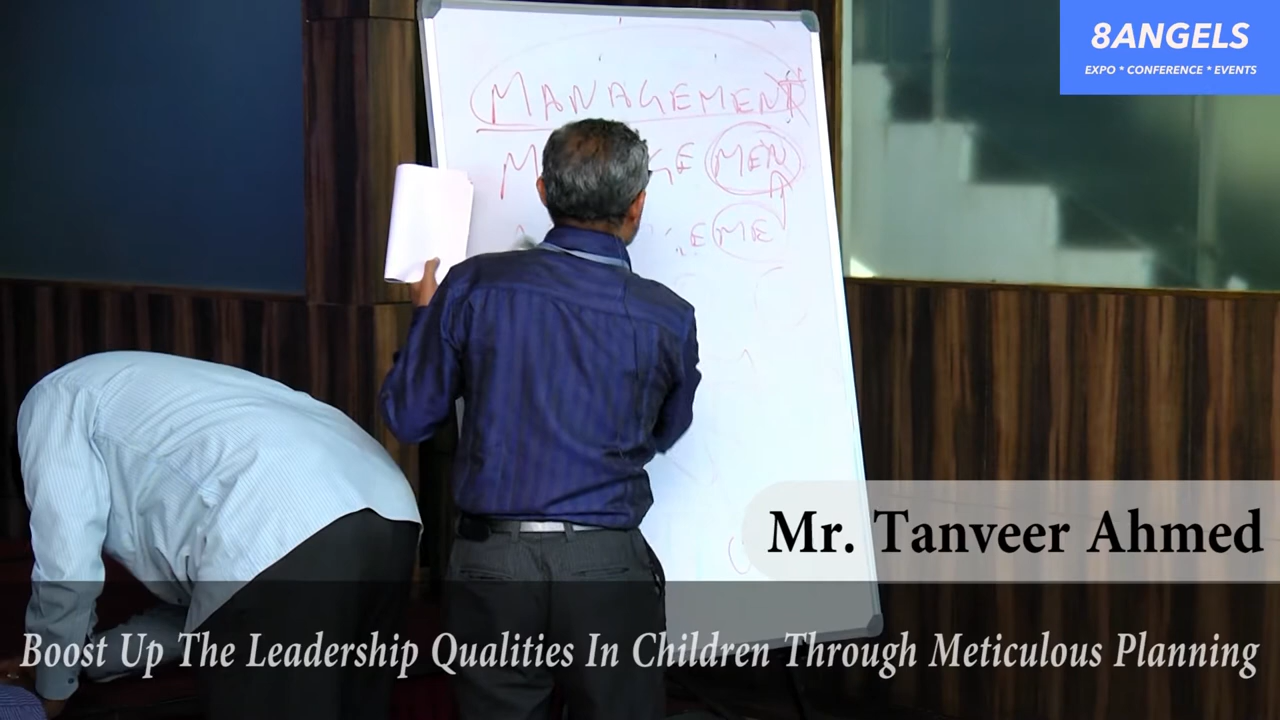 8ANGELS
EXPO * CONFERENCE * EVENTS
MANAGEMENT
MEN
ME
Mr. Tanveer Ahmed
Boost Up The Leadership Qualities In Children Through Meticulous Planning